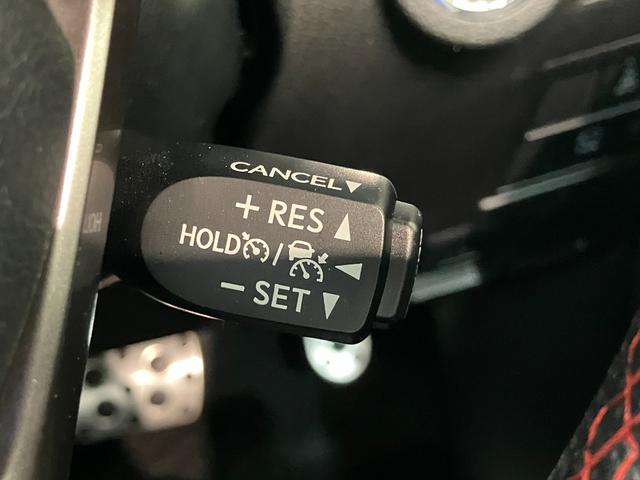 CANCEL▼
+ RES ▲
HOLD / ◀
− SET ▼